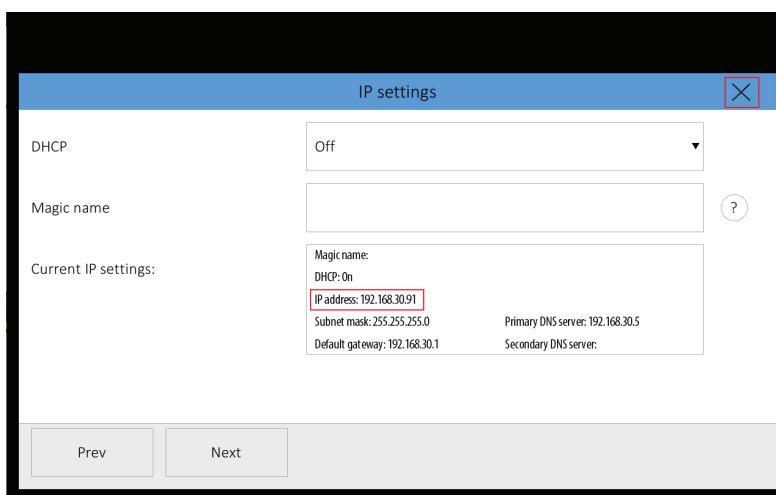 IP settings
DHCP
Off
Magic name
?
Current IP settings:
Magic name:
DHCP: On
IP address: 192.168.30.91
Subnet mask: 255.255.255.0 Primary DNS server: 192.168.30.5
Default gateway: 192.168.30.1 Secondary DNS server:
Prev Next